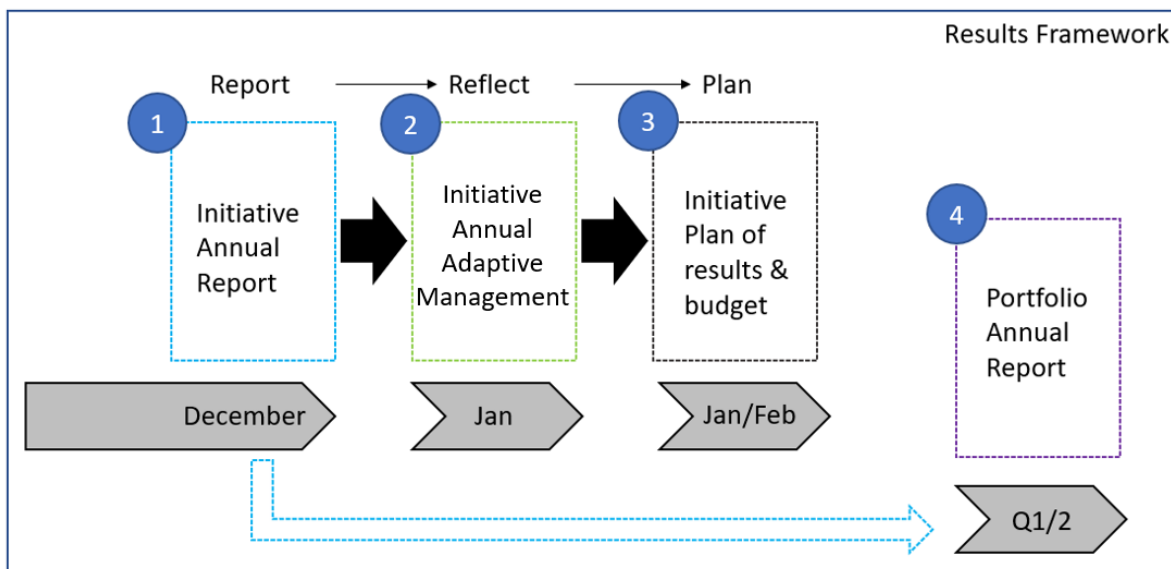 Results Framework
Report
Reflect
Plan
1
2
3
Initiative
Annual
Report
Initiative
Annual
Adaptive
Management
Initiative
Plan of
results &
budget
4
Portfolio
Annual
Report
December
Jan
Jan/Feb
Q1/2